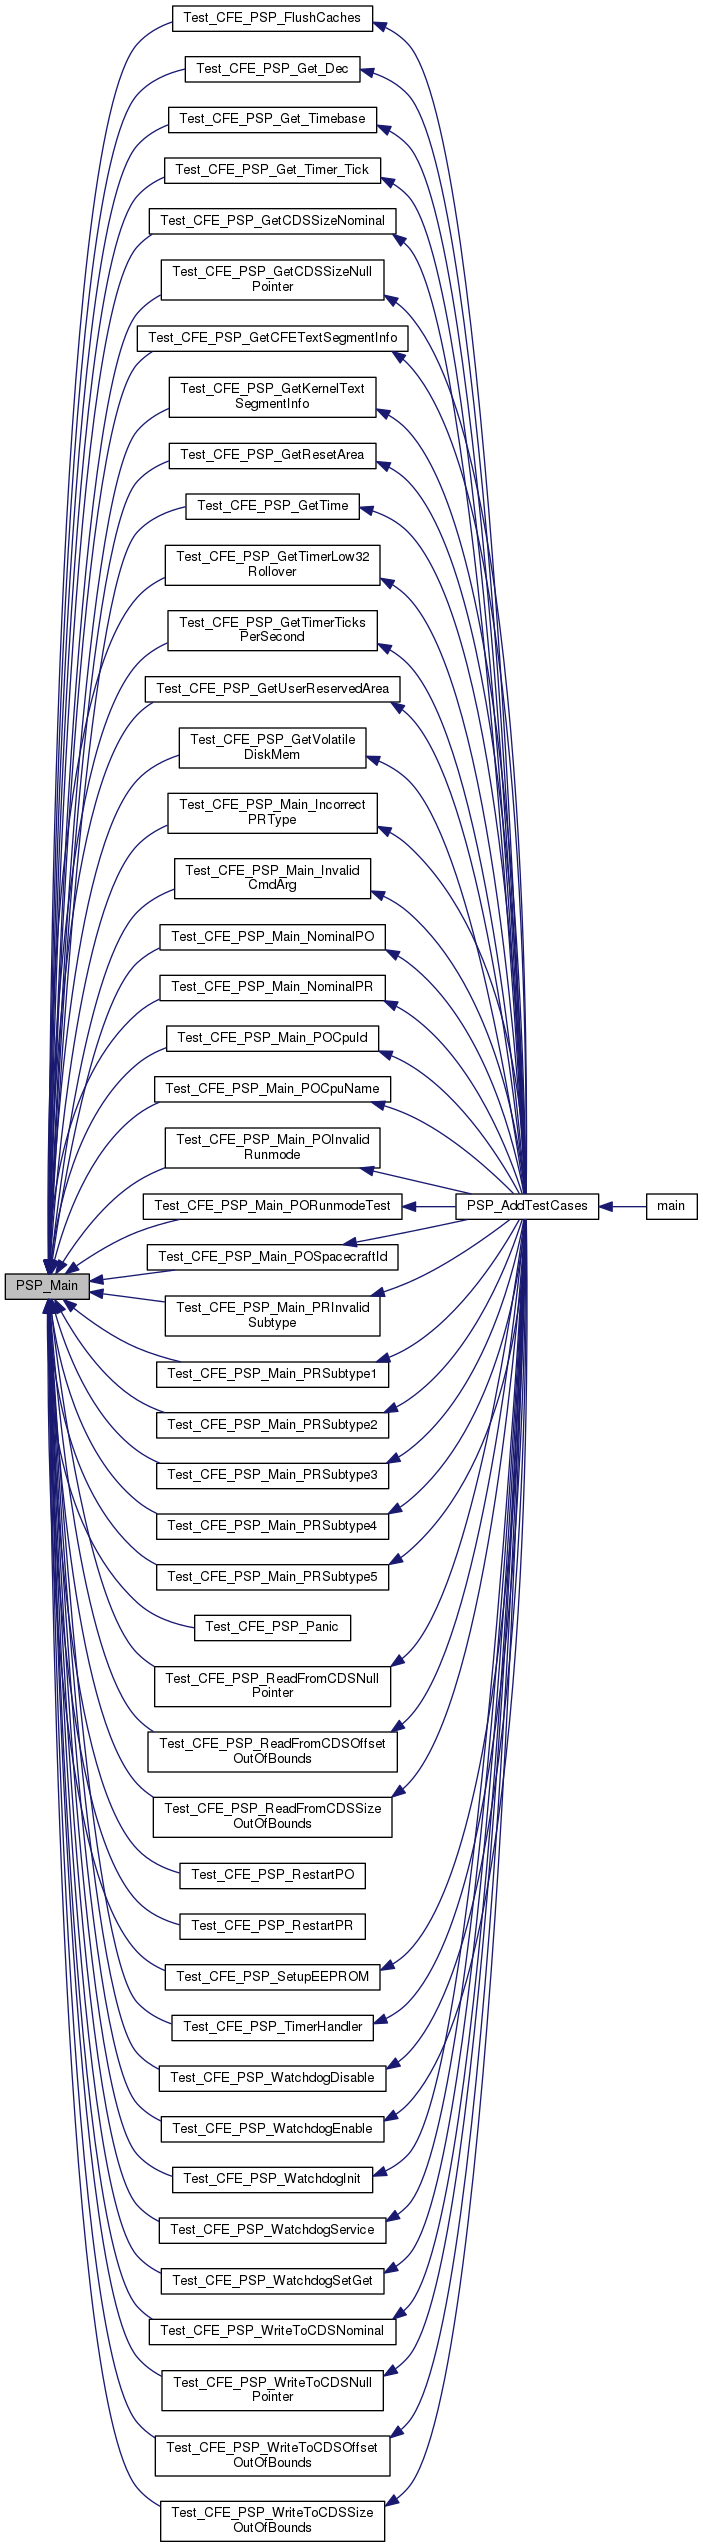 Test_CFE_PSP_FlushCaches
Test_CFE_PSP_Get_Dec
Test_CFE_PSP_Get_Timebase
Test_CFE_PSP_Get_Timer_Tick
Test_CFE_PSP_GetCDSSizeNominal
Test_CFE_PSP_GetCDSSizeNull
Pointer
Test_CFE_PSP_GetCFETextSegmentInfo
Test_CFE_PSP_GetKernelText
SegmentInfo
Test_CFE_PSP_GetResetArea
Test_CFE_PSP_GetTime
Test_CFE_PSP_GetTimerLow32
Rollover
Test_CFE_PSP_GetTimerTicks
PerSecond
Test_CFE_PSP_GetUserReservedArea
Test_CFE_PSP_GetVolatile
DiskMem
Test_CFE_PSP_Main_Incorrect
PRType
Test_CFE_PSP_Main_Invalid
CmdArg
Test_CFE_PSP_Main_NominalPO
Test_CFE_PSP_Main_NominalPR
Test_CFE_PSP_Main_POCpuId
Test_CFE_PSP_Main_POCpuName
Test_CFE_PSP_Main_POInvalid
Runmode
Test_CFE_PSP_Main_PORunmodeTest
PSP_AddTestCases
main
Test_CFE_PSP_Main_POSpacecraftId
PSP_Main
Test_CFE_PSP_Main_PRInvalid
Subtype
Test_CFE_PSP_Main_PRSubtype1
Test_CFE_PSP_Main_PRSubtype2
Test_CFE_PSP_Main_PRSubtype3
Test_CFE_PSP_Main_PRSubtype4
Test_CFE_PSP_Main_PRSubtype5
Test_CFE_PSP_Panic
Test_CFE_PSP_ReadFromCDSNull
Pointer
Test_CFE_PSP_ReadFromCDSOffset
OutOfBounds
Test_CFE_PSP_ReadFromCDSSize
OutOfBounds
Test_CFE_PSP_RestartPO
Test_CFE_PSP_RestartPR
Test_CFE_PSP_SetupEEPROM
Test_CFE_PSP_TimerHandler
Test_CFE_PSP_WatchdogDisable
Test_CFE_PSP_WatchdogEnable
Test_CFE_PSP_WatchdogInit
Test_CFE_PSP_WatchdogService
Test_CFE_PSP_WatchdogSetGet
Test_CFE_PSP_WriteToCDSNominal
Test_CFE_PSP_WriteToCDSNull
Pointer
Test_CFE_PSP_WriteToCDSOffset
OutOfBounds
Test_CFE_PSP_WriteToCDSSize
OutOfBounds